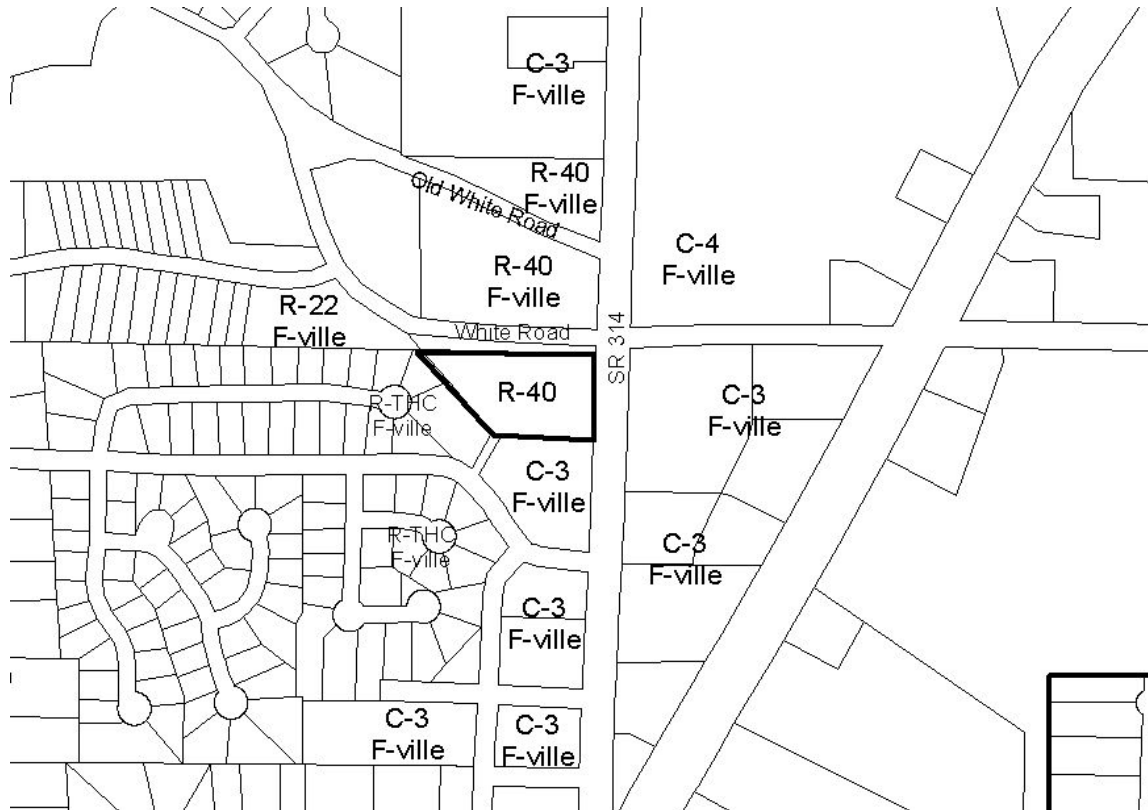 C-3
F-ville
R-40
F-ville
Old White Road
C-4
F-ville
R-40
F-ville
R-22
F-ville
White Road
SR 314
R-40
C-3
F-ville
R-THC
F-ville
C-3
F-ville
R-THC
F-ville
C-3
F-ville
C-3
F-ville
C-3
F-ville
C-3
F-ville